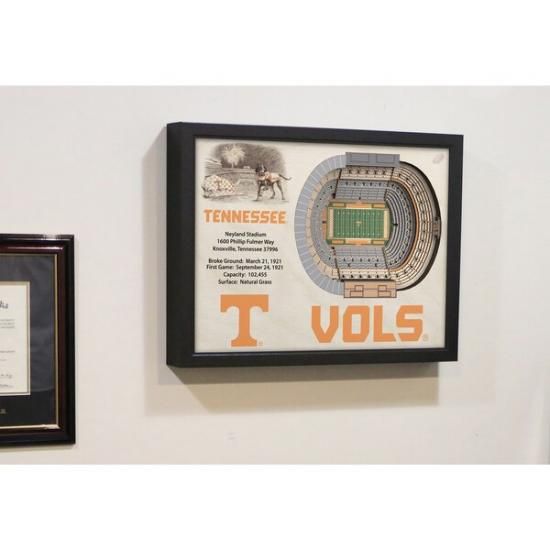 TENNESSEE
Neyland Stadium
1600 Phillip Fulmer Way
Knoxville, Tennessee 37996
Broke Ground: March 21, 1921
First Game: September 24, 1921
Capacity: 102,455
Surface: Natural Grass
T®
VOLS®